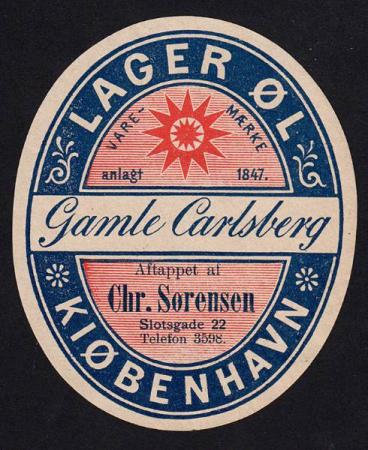 LAGER ØL
VARE-MÆRKE
anlagt 1847.
Gamle Carlsberg
Aftappet af
Chr. Sørensen
Slotsgade 22
Telefon 3598.
KIØBENHAVN